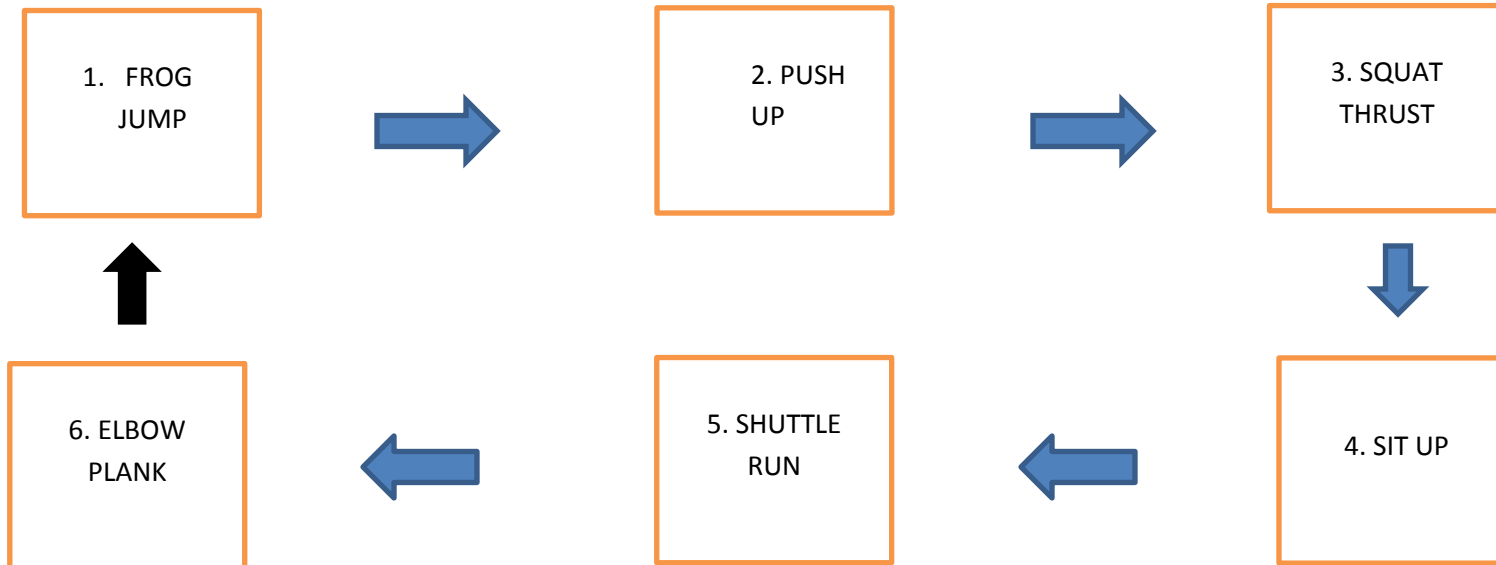 1. FROG
JUMP
2. PUSH
UP
3. SQUAT
THRUST
6. ELBOW
PLANK
5. SHUTTLE
RUN
4. SIT UP